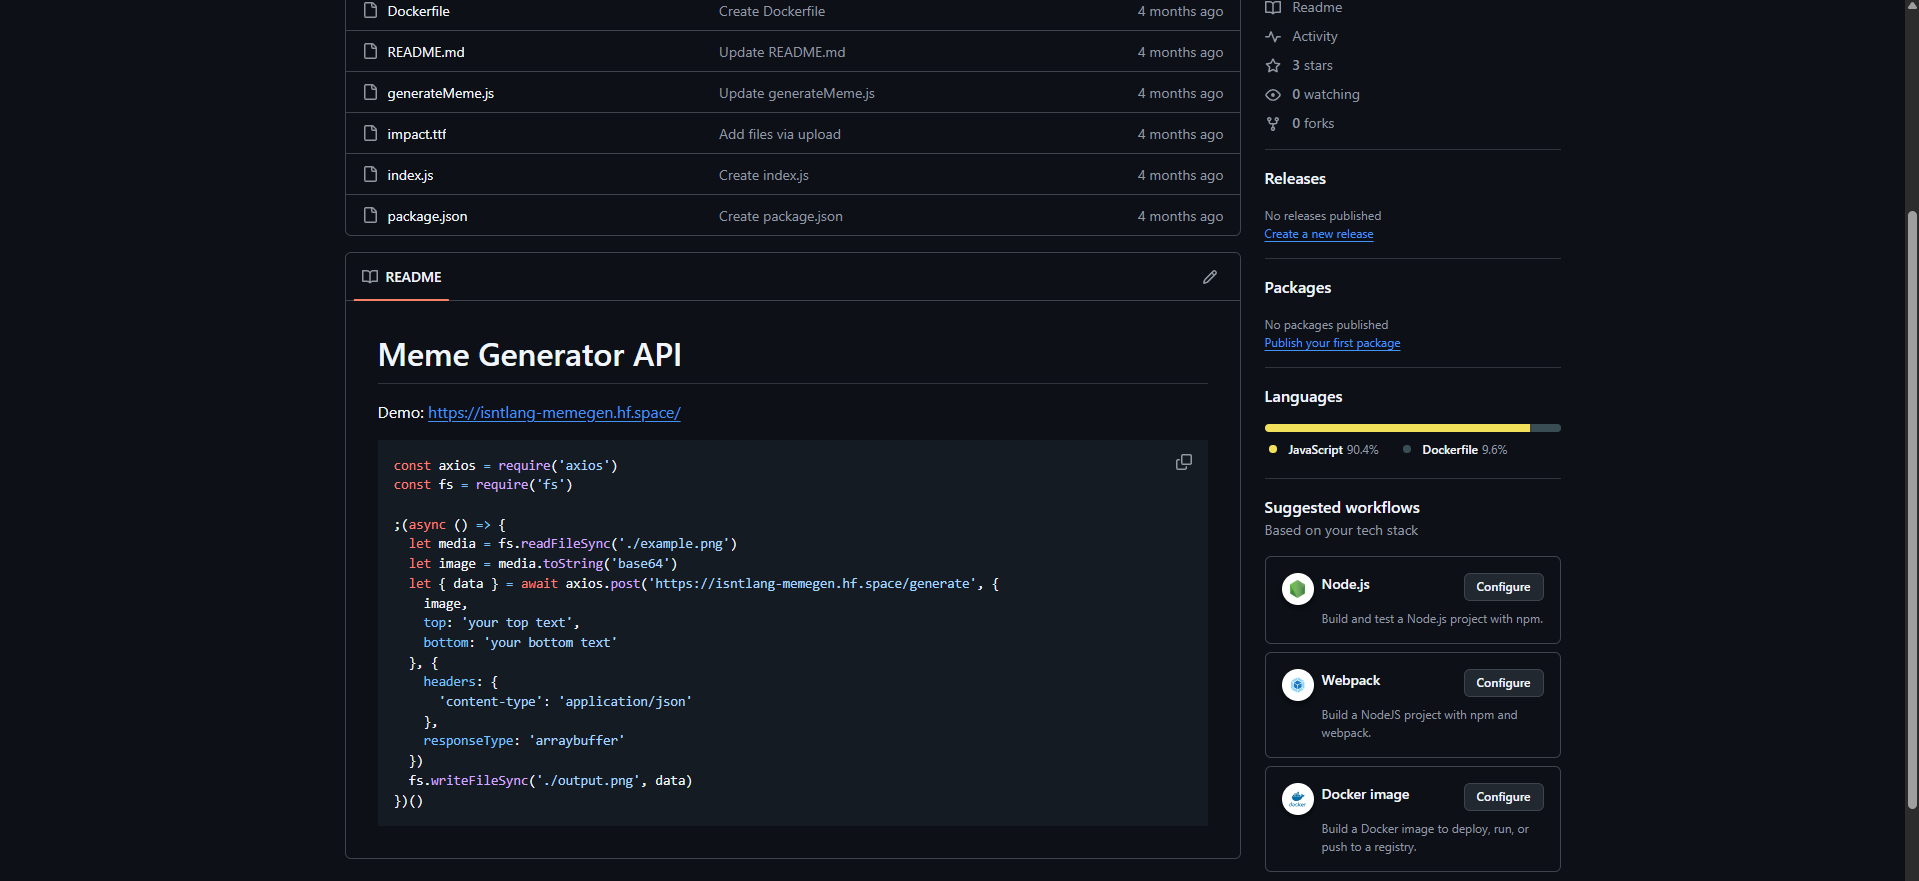 Dockerfile Create Dockerfile 4 months ago
README.md Update README.md 4 months ago
generateMeme.js Update generateMeme.js 4 months ago
impact.ttf Add files via upload 4 months ago
index.js Create index.js 4 months ago
package.json Create package.json 4 months ago
README
Meme Generator API
Demo: https://isntlang-memegen.hf.space/
const axios = require('axios')
const fs = require('fs')
;(async () => {
let media = fs.readFileSync('./example.png')
let image = media.toString('base64')
let { data } = await axios.post('https://isntlang-memegen.hf.space/generate', {
image,
top: 'your top text',
bottom: 'your bottom text'
}, {
headers: {
'content-type': 'application/json'
},
responseType: 'arraybuffer'
})
fs.writeFileSync('./output.png', data)
})()
Readme
Activity
3 stars
0 watching
0 forks
Releases
No releases published
Create a new release
Packages
No packages published
Publish your first package
Languages
JavaScript 90.4% Dockerfile 9.6%
Suggested workflows
Based on your tech stack
Node.js Configure
Build and test a Node.js project with npm.
Webpack Configure
Build a NodeJS project with npm and
webpack.
docker
Docker image Configure
Build a Docker image to deploy, run, or
push to a registry.